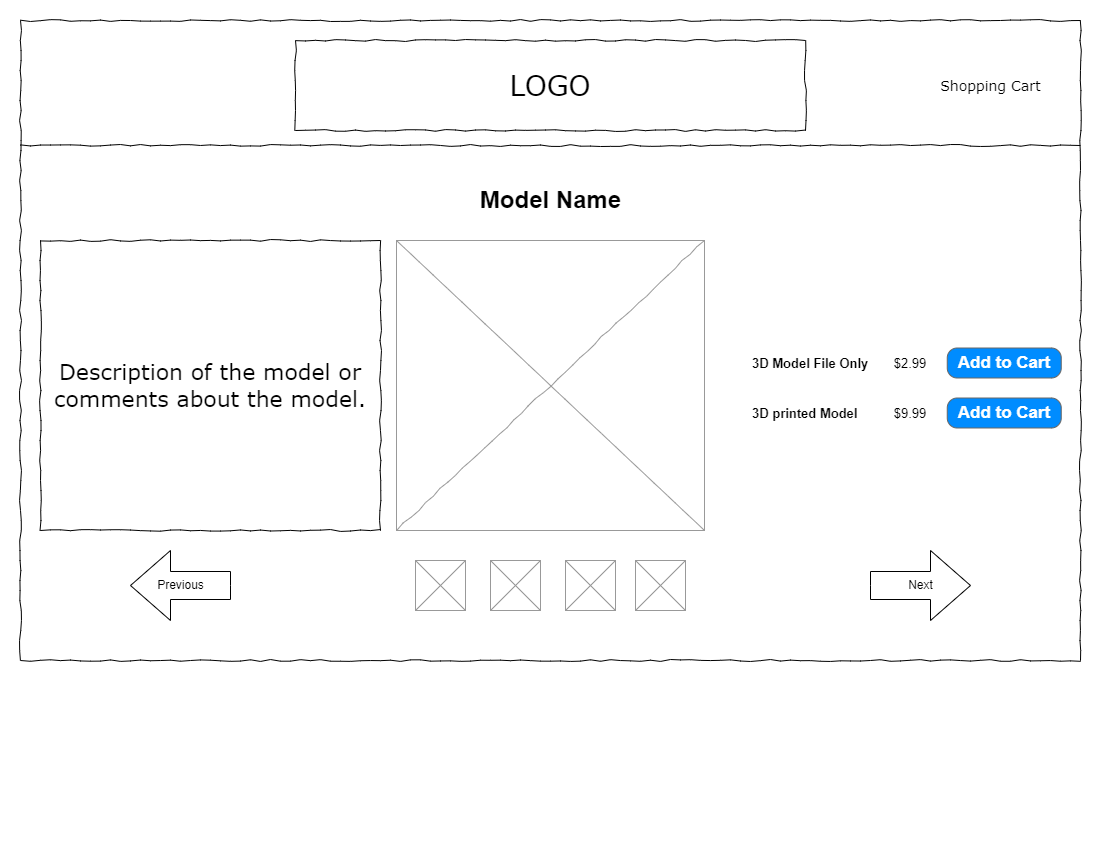 LOGO
Shopping Cart
Model Name
Description of the model or
comments about the model.
3D Model File Only $2.99 Add to Cart
3D printed Model $9.99 Add to Cart
Previous
Next